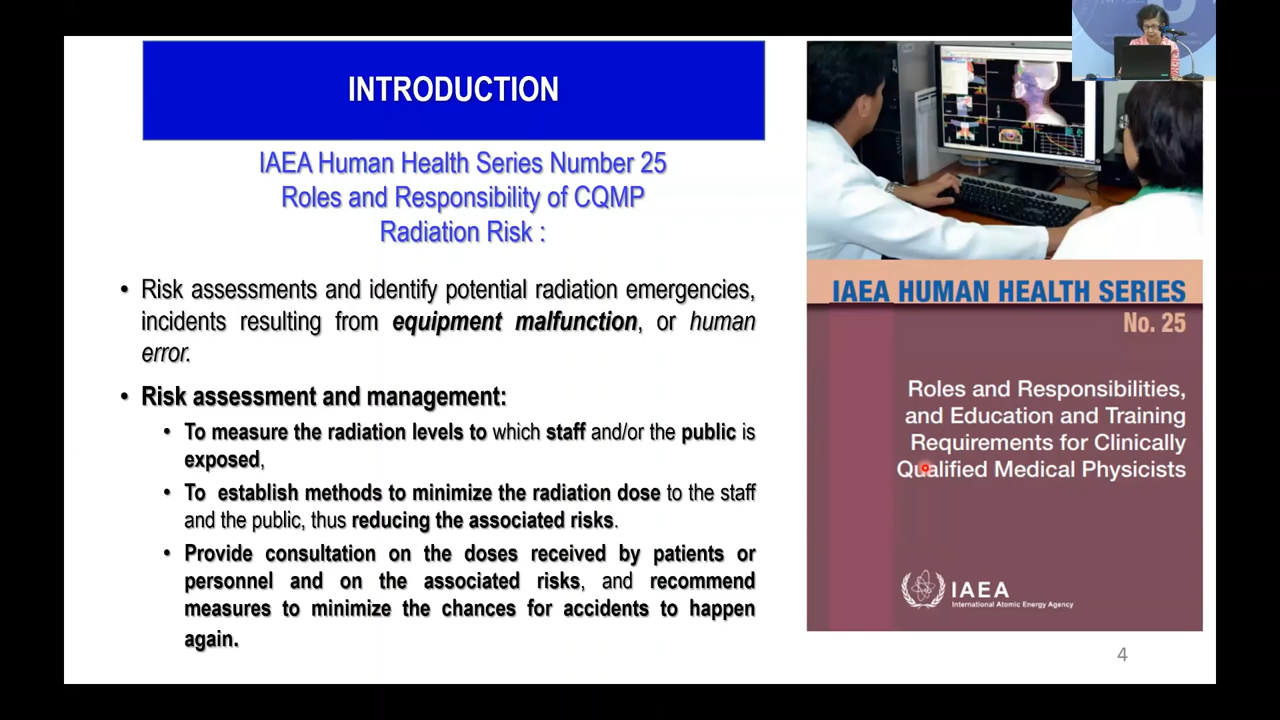 INTRODUCTION
IAEA Human Health Series Number 25
Roles and Responsibility of CQMP
Radiation Risk :
• Risk assessments and identify potential radiation emergencies,
incidents resulting from equipment malfunction, or human
error.
• Risk assessment and management:
• To measure the radiation levels to which staff and/or the public is
exposed,
• To establish methods to minimize the radiation dose to the staff
and the public, thus reducing the associated risks.
• Provide consultation on the doses received by patients or
personnel and on the associated risks, and recommend
measures to minimize the chances for accidents to happen
again.
IAEA HUMAN HEALTH SERIES
No. 25
Roles and Responsibilities,
and Education and Training
Requirements for Clinically
Qualified Medical Physicists
IAEA
International Atomic Energy Agency
4